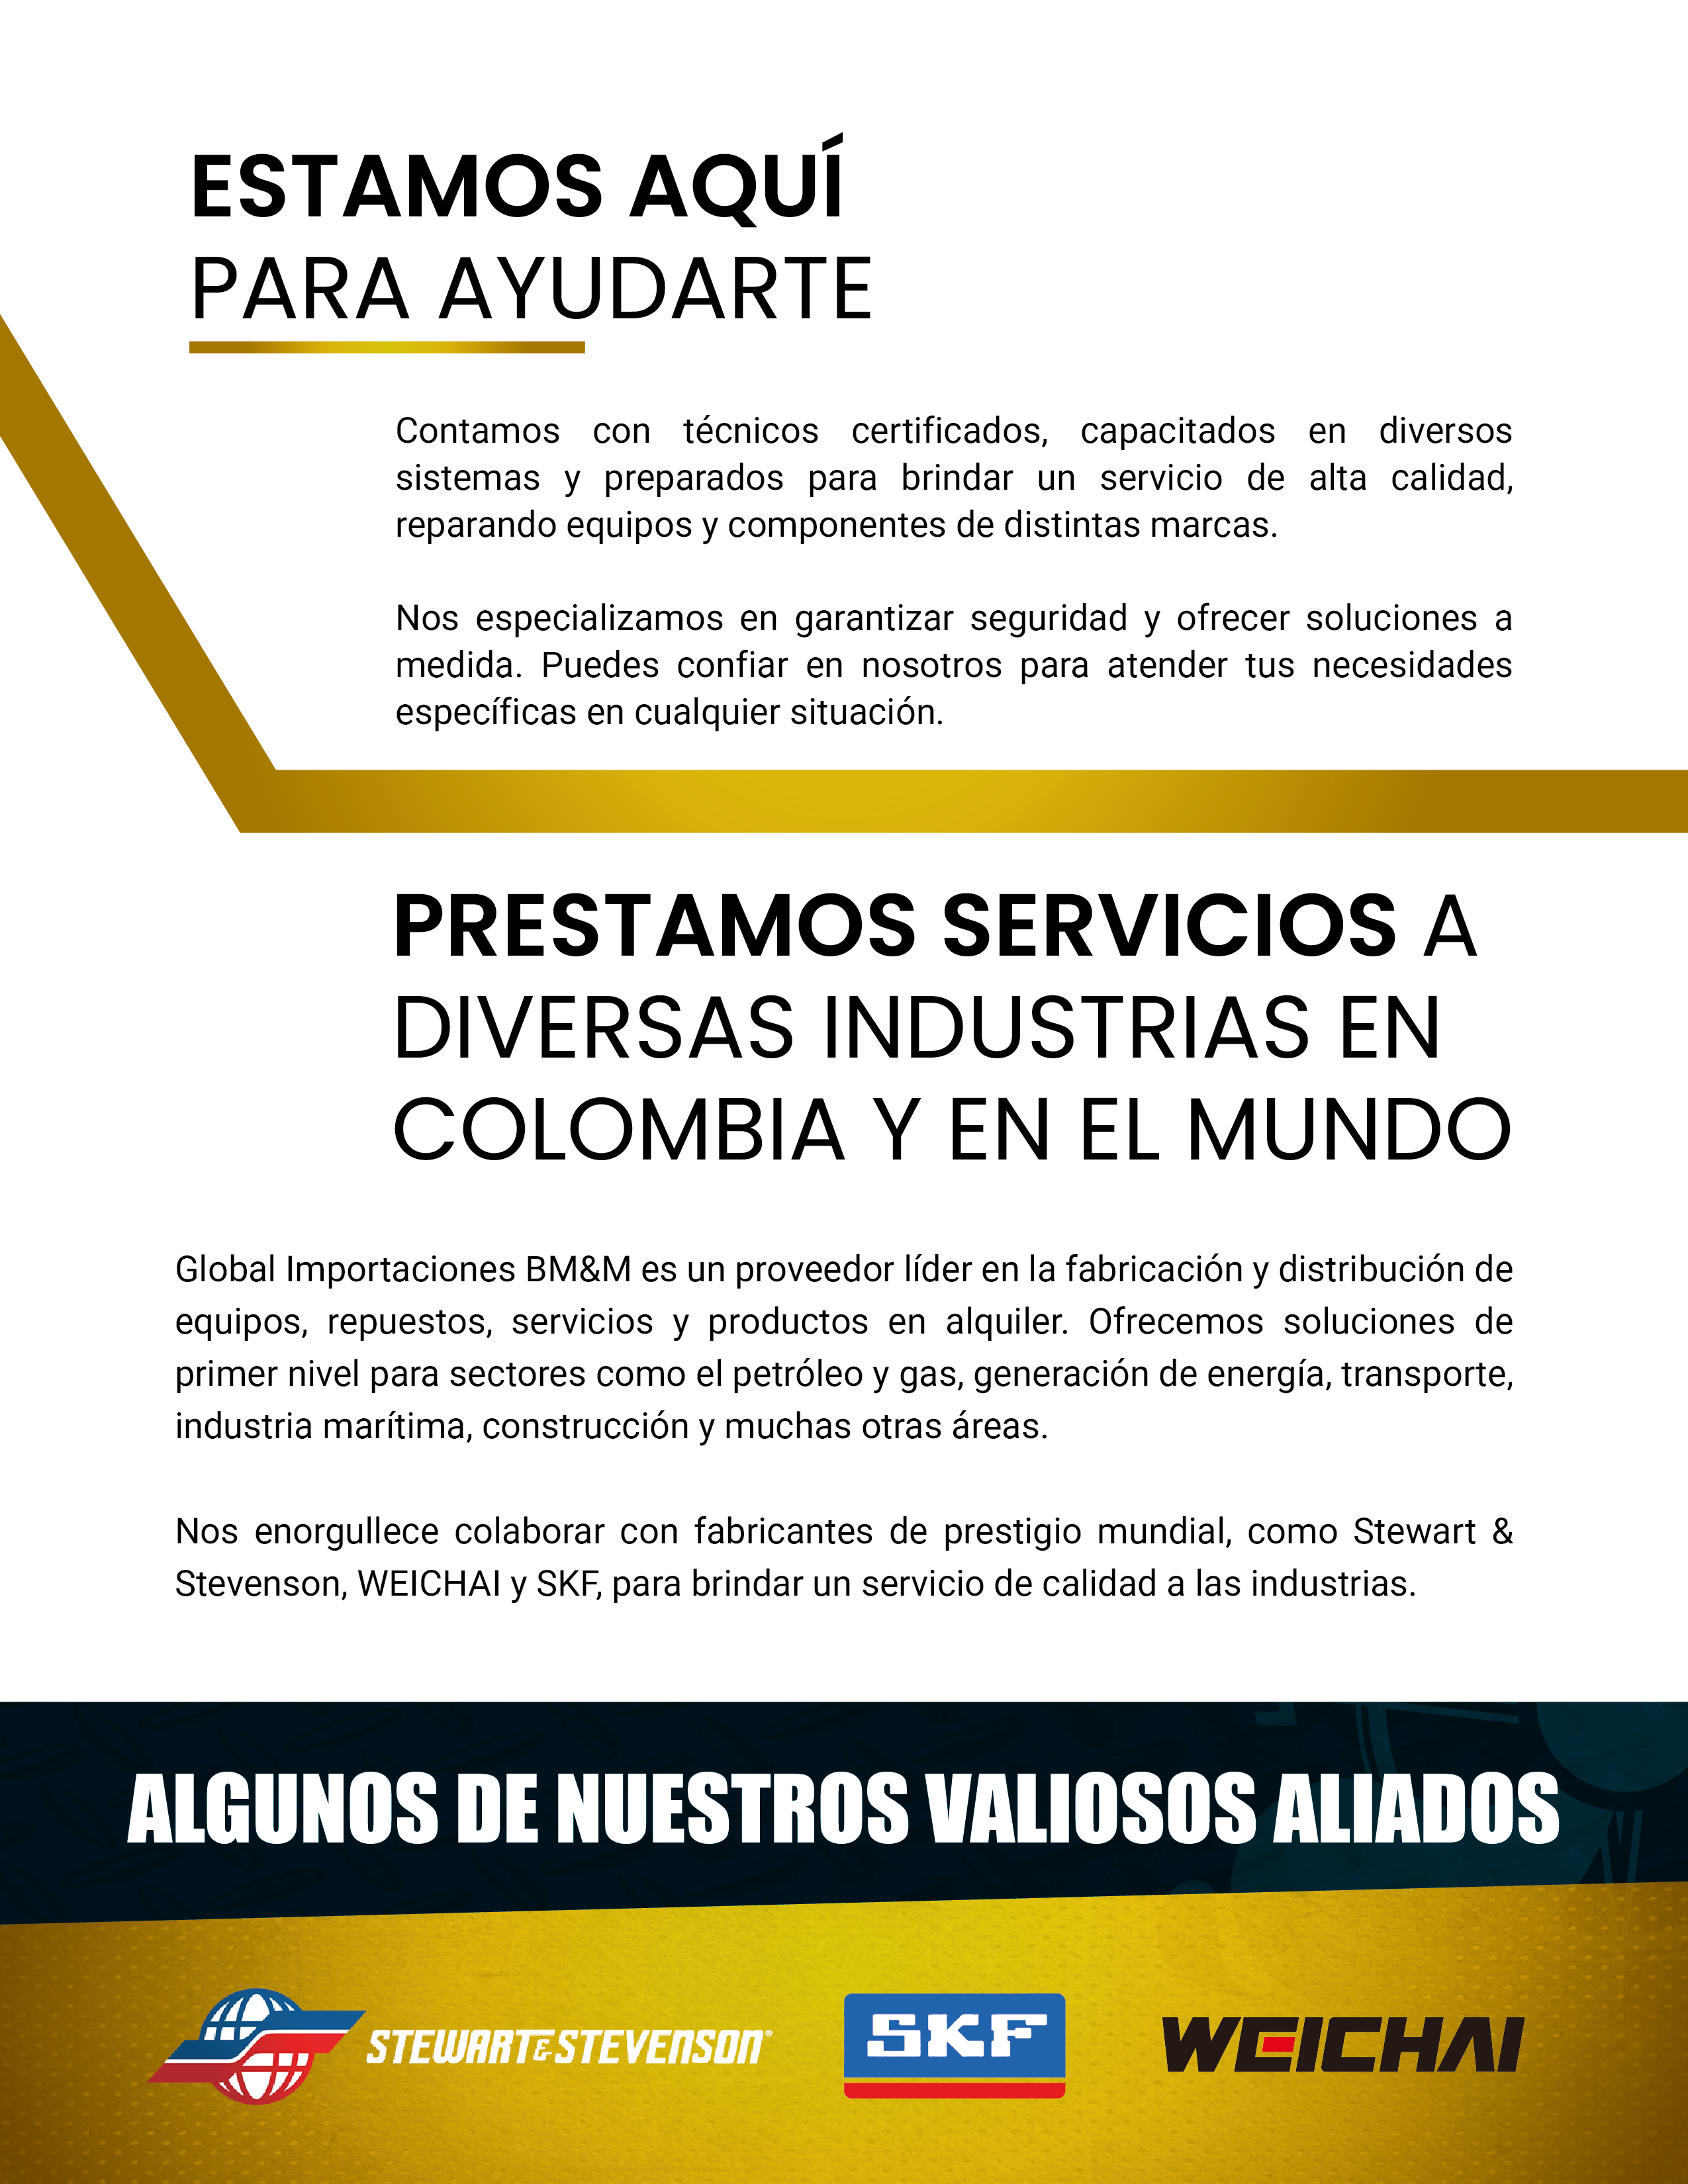 ESTAMOS AQUÍ
PARA AYUDARTE
Contamos con técnicos certificados, capacitados en diversos
sistemas y preparados para brindar un servicio de alta calidad,
reparando equipos y componentes de distintas marcas.
Nos especializamos en garantizar seguridad y ofrecer soluciones a
medida. Puedes confiar en nosotros para atender tus necesidades
específicas en cualquier situación.
PRESTAMOS SERVICIOS A
DIVERSAS INDUSTRIAS EN
COLOMBIA Y EN EL MUNDO
Global Importaciones BM&M es un proveedor líder en la fabricación y distribución de
equipos, repuestos, servicios y productos en alquiler. Ofrecemos soluciones de
primer nivel para sectores como el petróleo y gas, generación de energía, transporte,
industria marítima, construcción y muchas otras áreas.
Nos enorgullece colaborar con fabricantes de prestigio mundial, como Stewart &
Stevenson, WEICHAI y SKF, para brindar un servicio de calidad a las industrias.
ALGUNOS DE NUESTROS VALIOSOS ALIADOS
STEWART & STEVENSON®
SKF
WEICHAI